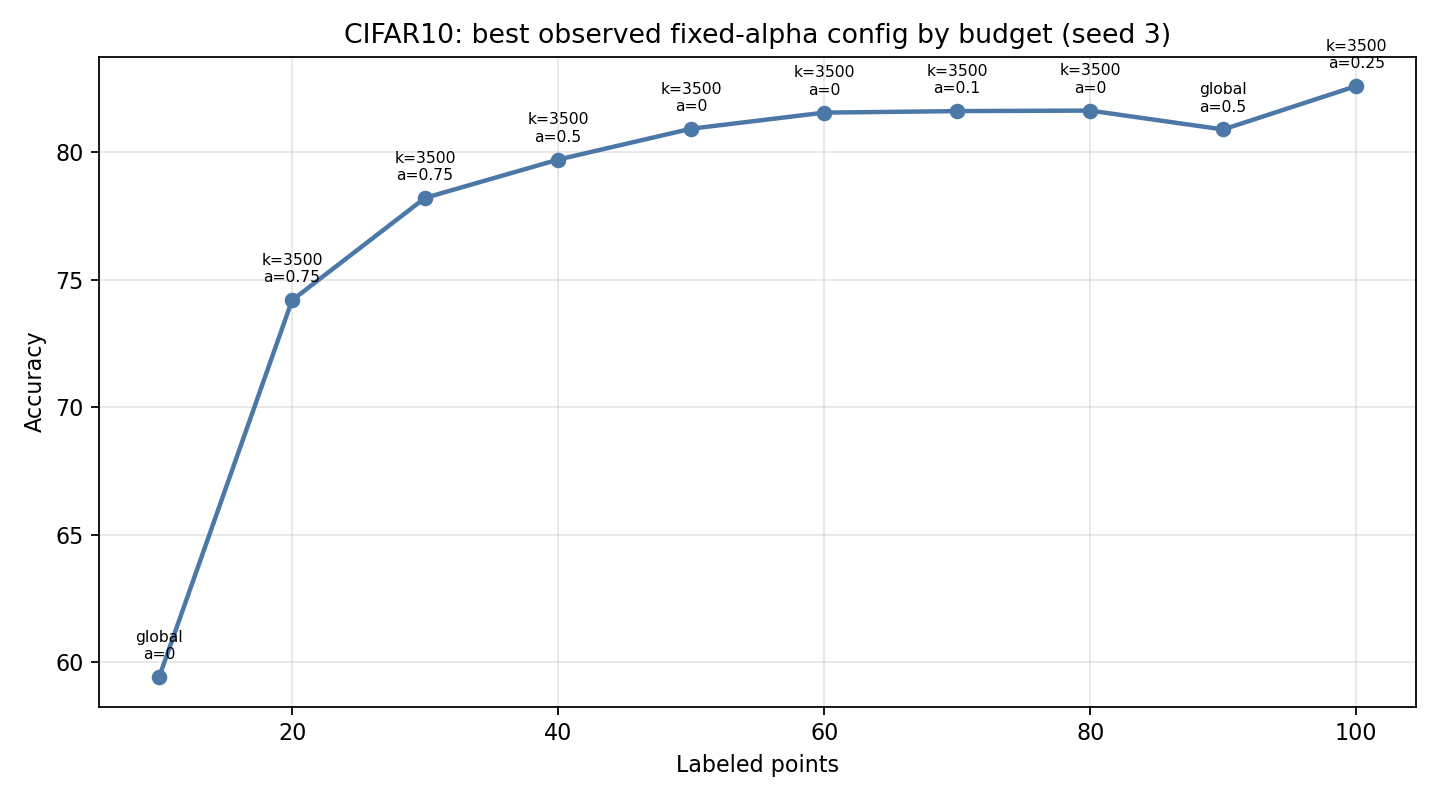 CIFAR10: best observed fixed-alpha config by budget (seed 3)
k=3500
a=0.25
k=3500
a=0
k=3500
a=0.1
k=3500
a=0
global
a=0.5
k=3500
a=0
k=3500
a=0.5
k=3500
a=0.75
k=3500
a=0.75
global
a=0
Accuracy
80
75
70
65
60
20
40
60
80
100
Labeled points